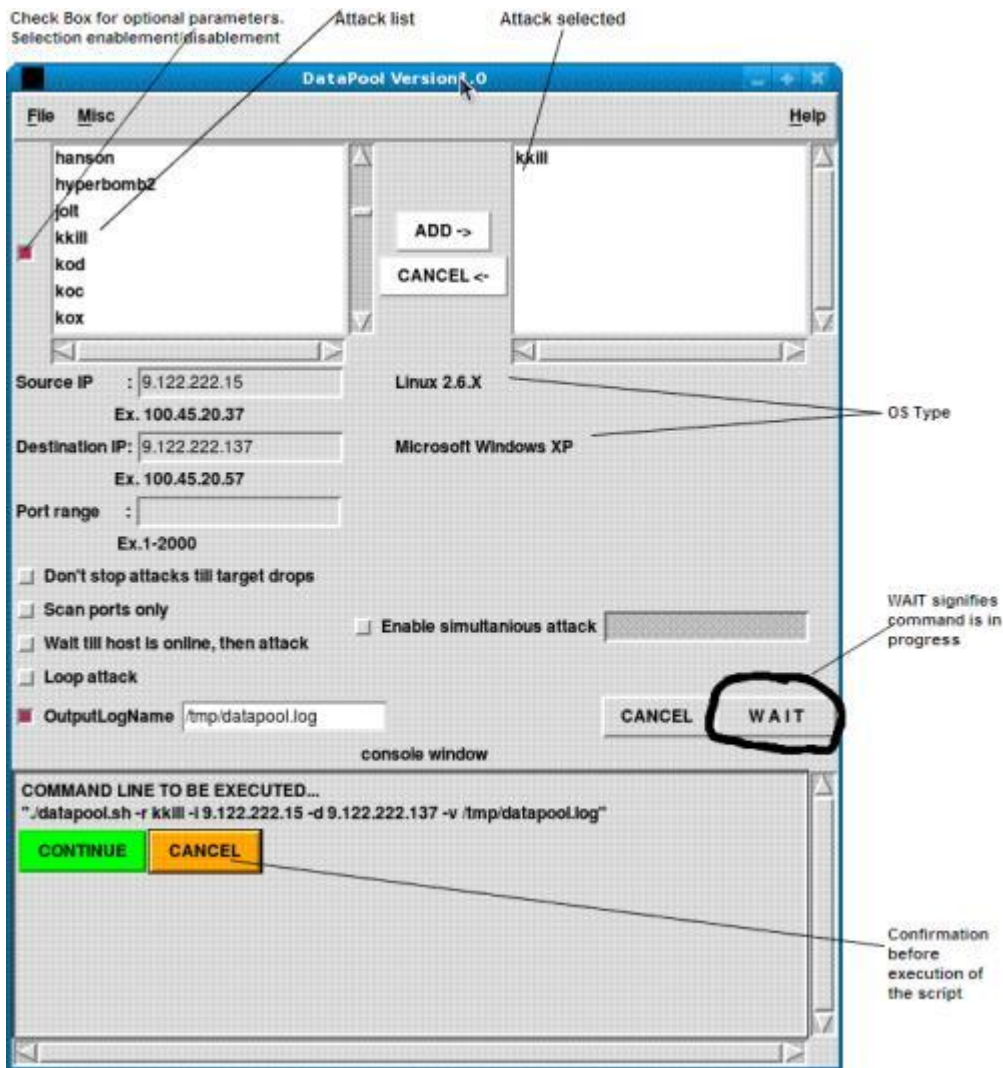 Check Box for optional parameters.
Selection enablement/disablement
Attack list
Attack selected
DataPool Version1.0
File Misc Help
hanson
hyperbomb2
jolt
kkill
kod
koc
kox
ADD ->
CANCEL <-
kkill
Source IP : 9.122.222.15
Linux 2.6.X
Ex. 100.45.20.37
OS Type
Destination IP: 9.122.222.137
Microsoft Windows XP
Ex. 100.45.20.57
Port range :
Ex.1-2000
Don't stop attacks till target drops
Scan ports only
Wait till host is online, then attack
Enable simultanious attack
Loop attack
WAIT signifies
command is in
progress
OutputLogName /tmp/datapool.log
CANCEL
W A I T
console window
COMMAND LINE TO BE EXECUTED...
"./datapool.sh -r kkill -i 9.122.222.15 -d 9.122.222.137 -v /tmp/datapool.log"
CONTINUE
CANCEL
Confirmation
before
execution of
the script